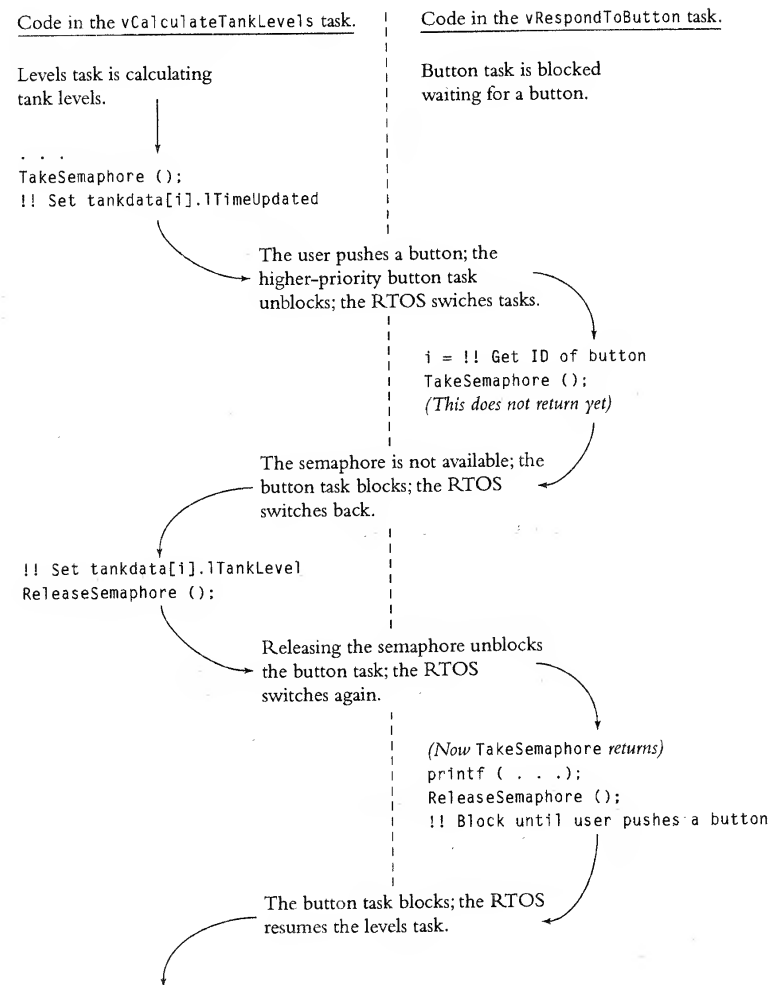 Code in the vCalculateTankLevels task.
Code in the vRespondToButton task.
Levels task is calculating
tank levels.
Button task is blocked
waiting for a button.
. . .
TakeSemaphore ();
!! Set tankdata[i].lTimeUpdated
The user pushes a button; the
higher-priority button task
unblocks; the RTOS swiches tasks.
i = !! Get ID of button
TakeSemaphore ();
(This does not return yet)
The semaphore is not available; the
button task blocks; the RTOS
switches back.
!! Set tankdata[i].lTankLevel
ReleaseSemaphore ();
Releasing the semaphore unblocks
the button task; the RTOS
switches again.
(Now TakeSemaphore returns)
printf ( . . .);
ReleaseSemaphore ();
!! Block until user pushes a button
The button task blocks; the RTOS
resumes the levels task.